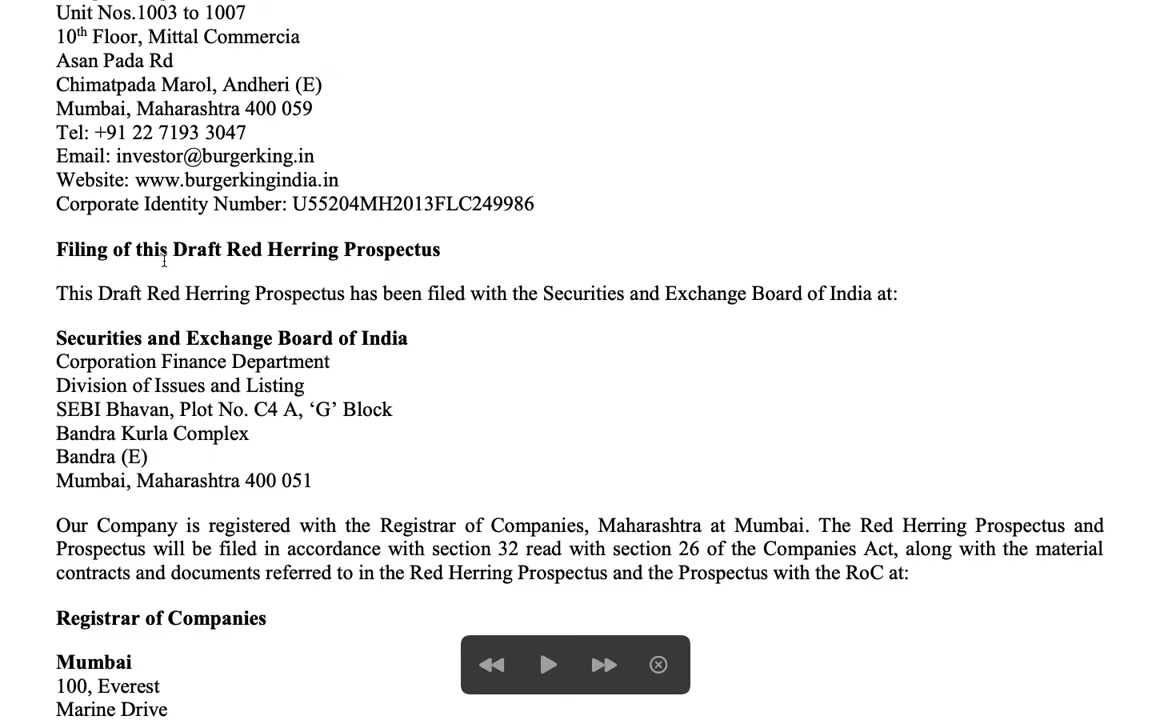 Unit Nos.1003 to 1007
10th Floor, Mittal Commercia
Asan Pada Rd
Chimatpada Marol, Andheri (E)
Mumbai, Maharashtra 400 059
Tel: +91 22 7193 3047
Email: investor@burgerking.in
Website: www.burgerkingindia.in
Corporate Identity Number: U55204MH2013FLC249986
Filing of this Draft Red Herring Prospectus
This Draft Red Herring Prospectus has been filed with the Securities and Exchange Board of India at:
Securities and Exchange Board of India
Corporation Finance Department
Division of Issues and Listing
SEBI Bhavan, Plot No. C4 A, ‘G’ Block
Bandra Kurla Complex
Bandra (E)
Mumbai, Maharashtra 400 051
Our Company is registered with the Registrar of Companies, Maharashtra at Mumbai. The Red Herring Prospectus and
Prospectus will be filed in accordance with section 32 read with section 26 of the Companies Act, along with the material
contracts and documents referred to in the Red Herring Prospectus and the Prospectus with the RoC at:
Registrar of Companies
Mumbai
100, Everest
Marine Drive